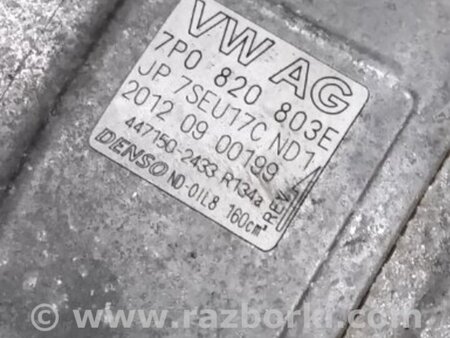 VW AG
7P0 820 803E
JP 7SEU17C ND1
2012 09 00199
447150-2433 R134a
DENSO ND-OIL8 160cm³
REV.
© www.razborki.com